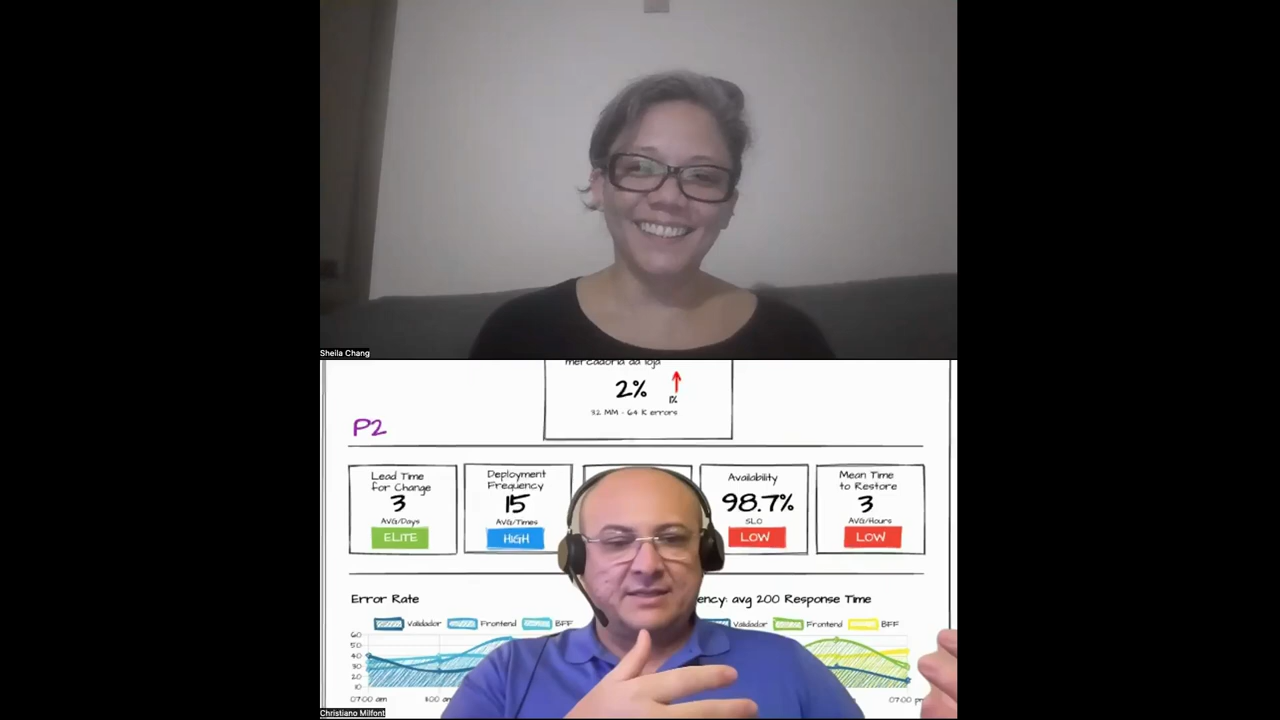 Sheila Chang
mercadoria da loja
2%
1%
32 MM - 64 K errors
P2
Lead Time
for Change
3
AVG/Days
ELITE
Deployment
Frequency
15
AVG/Times
HIGH
Availability
98.7%
SLO
LOW
Mean Time
to Restore
3
AVG/Hours
LOW
Error Rate
Validador Frontend BFF
60
50
40
30
20
10
07:00 am
ency: avg 200 Response Time
Validador Frontend BFF
07:00 p
Christiano Milfont